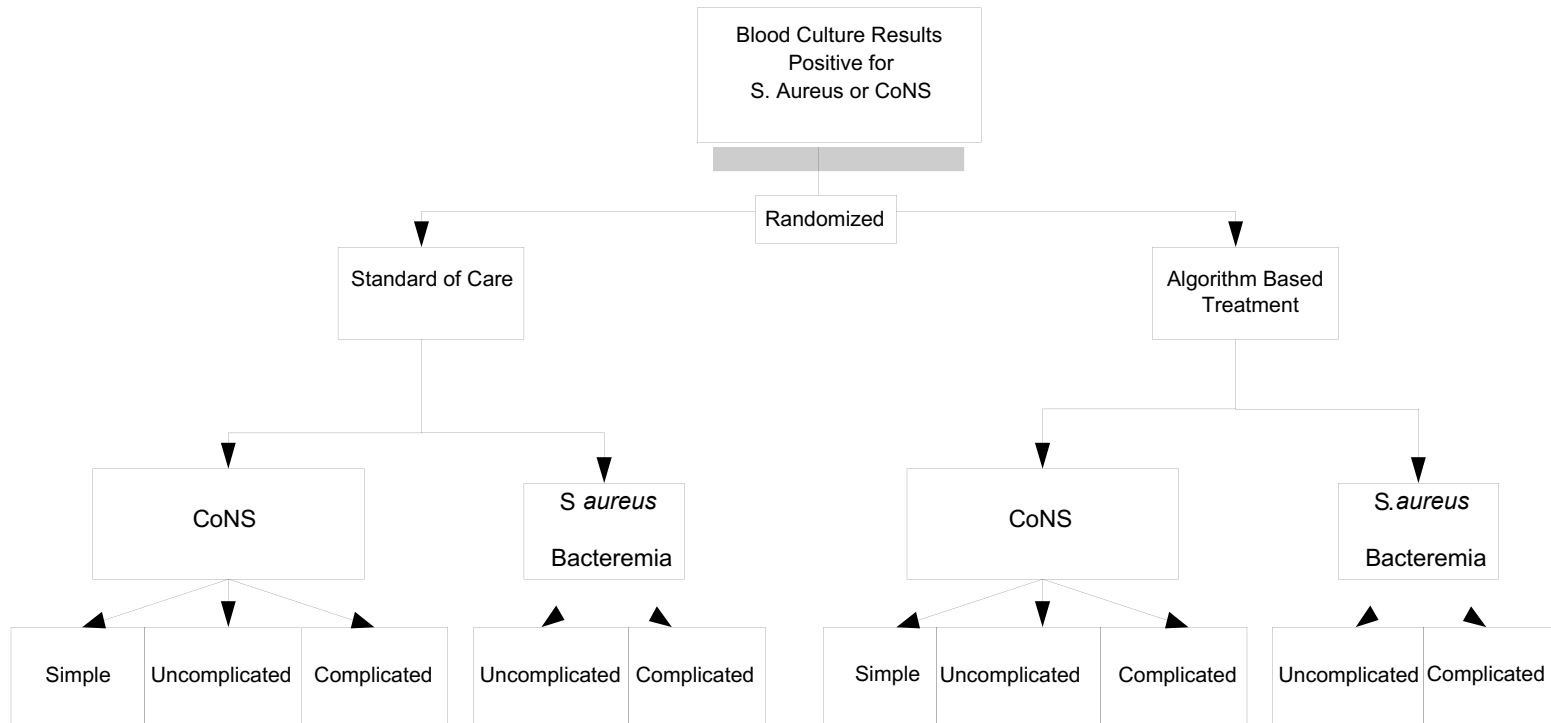 Blood Culture Results
Positive for
S. Aureus or CoNS
Randomized
Standard of Care
Algorithm Based
Treatment
CoNS
S aureus
Bacteremia
CoNS
S. aureus
Bacteremia
Simple
Uncomplicated
Complicated
Uncomplicated
Complicated
Simple
Uncomplicated
Complicated
Uncomplicated
Complicated